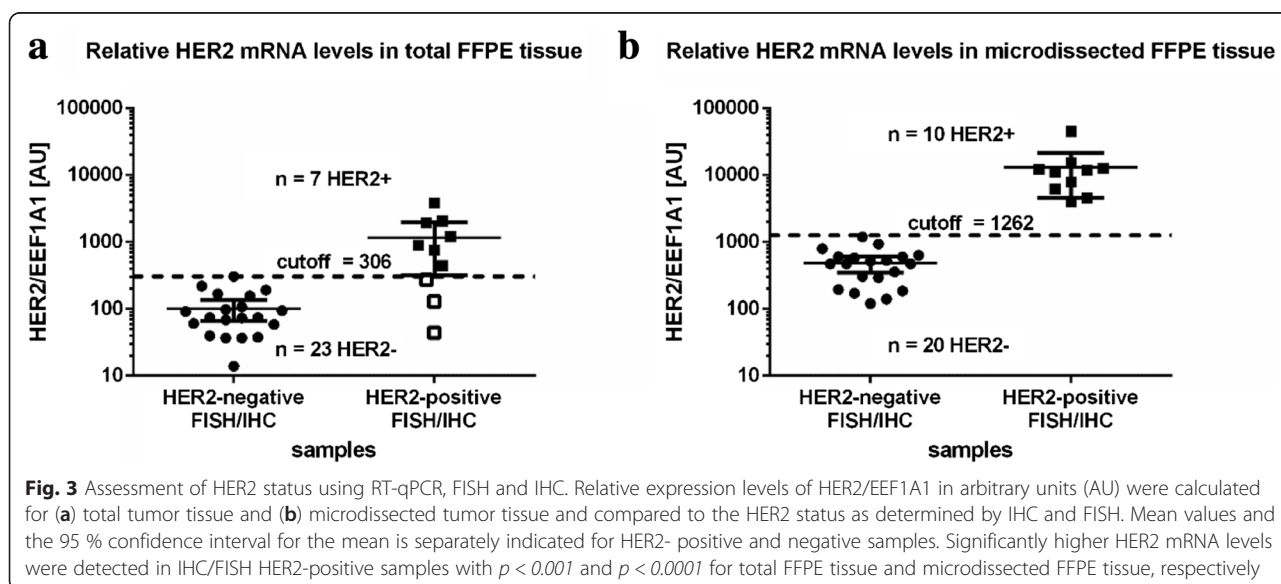 a Relative HER2 mRNA levels in total FFPE tissue
HER2/EEF1A1 [AU]
100000
10000
1000
100
10
n = 7 HER2+
cutoff = 306
n = 23 HER2-
HER2-negative
FISH/IHC
HER2-positive
FISH/IHC
samples
b Relative HER2 mRNA levels in microdissected FFPE tissue
HER2/EEF1A1 [AU]
100000
10000
1000
100
10
n = 10 HER2+
cutoff = 1262
n = 20 HER2-
HER2-negative
FISH/IHC
HER2-positive
FISH/IHC
samples
Fig. 3 Assessment of HER2 status using RT-qPCR, FISH and IHC. Relative expression levels of HER2/EEF1A1 in arbitrary units (AU) were calculated
for (a) total tumor tissue and (b) microdissected tumor tissue and compared to the HER2 status as determined by IHC and FISH. Mean values and
the 95 % confidence interval for the mean is separately indicated for HER2- positive and negative samples. Significantly higher HER2 mRNA levels
were detected in IHC/FISH HER2-positive samples with p < 0.001 and p < 0.0001 for total FFPE tissue and microdissected FFPE tissue, respectively